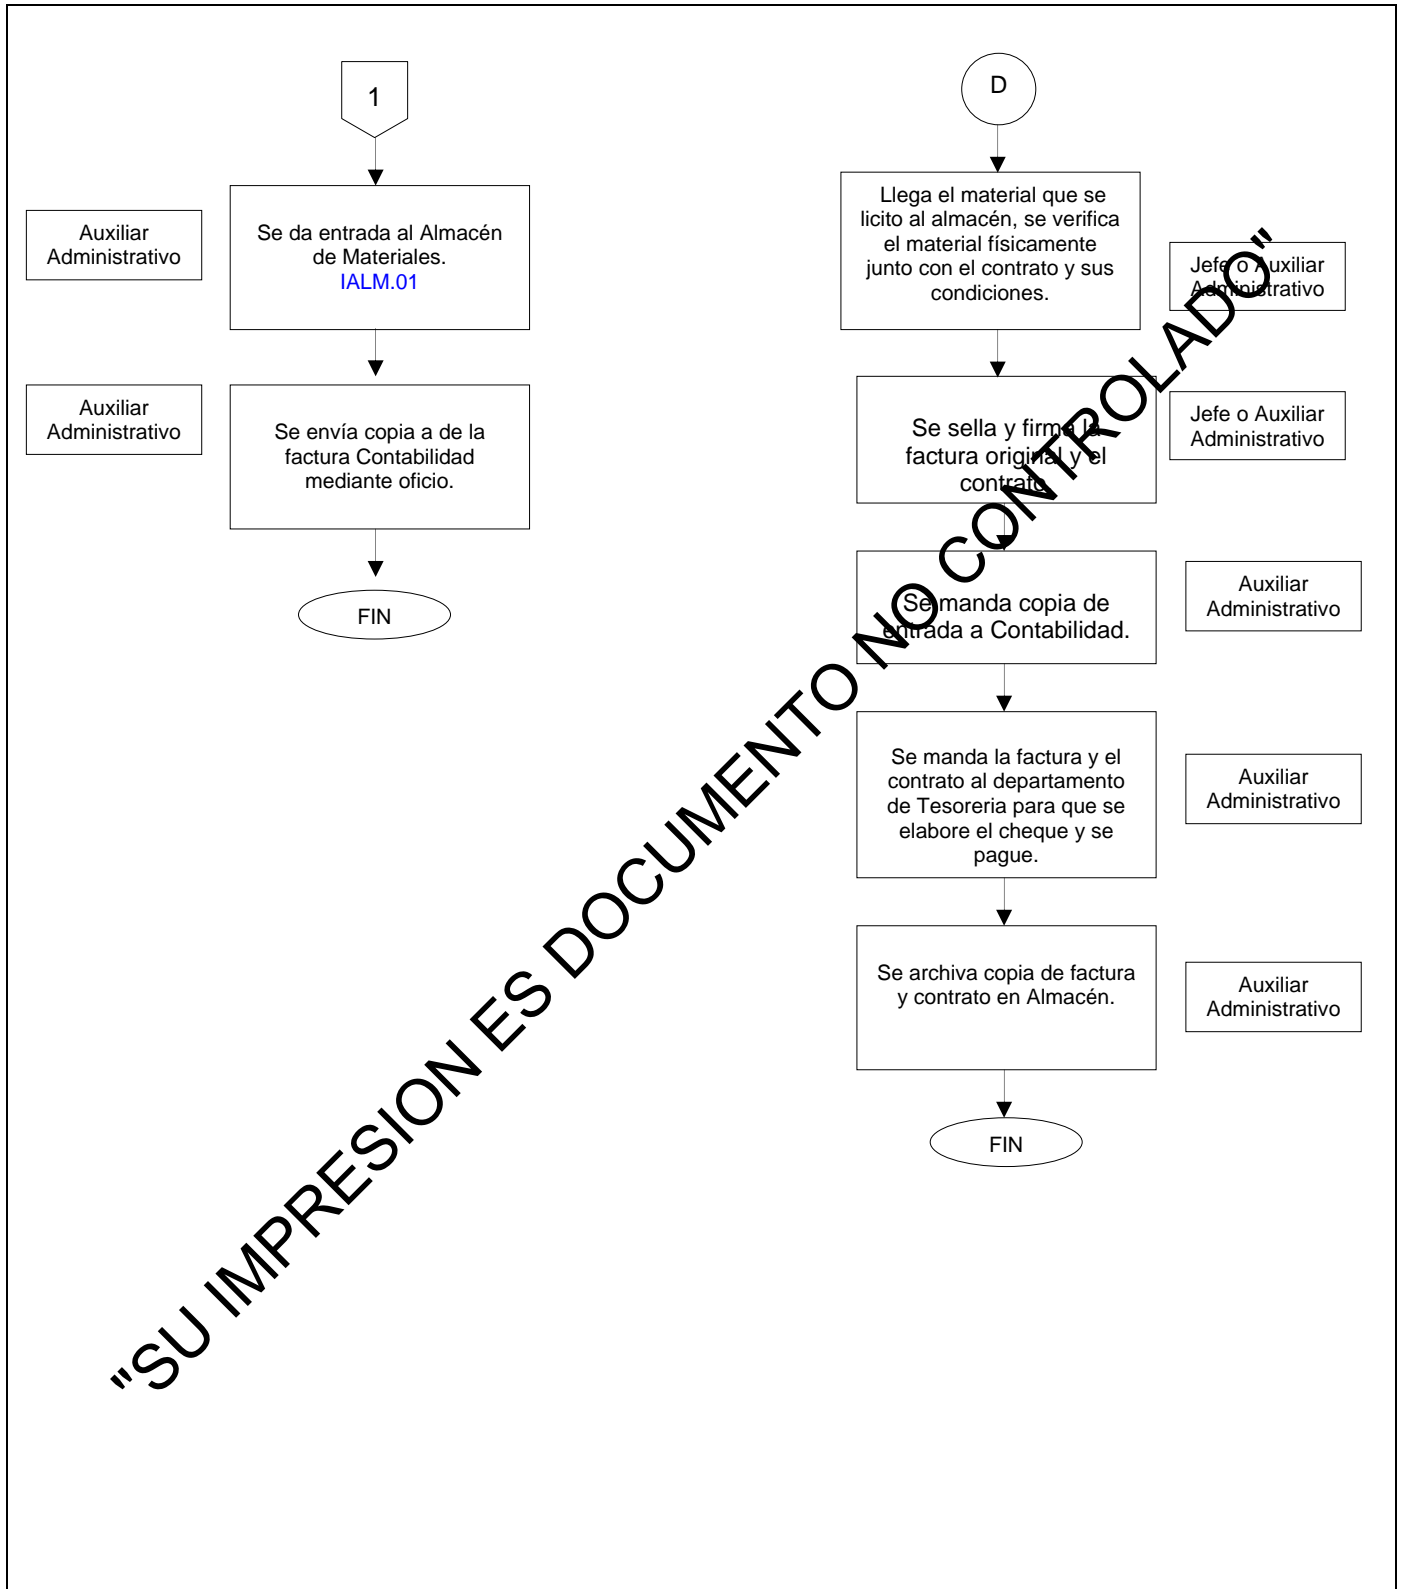 1
Auxiliar
Administrativo
Se da entrada al Almacén
de Materiales.
IALM.01
Auxiliar
Administrativo
Se envía copia a de la
factura Contabilidad
mediante oficio.
FIN
D
Llega el material que se
licito al almacén, se verifica
el material físicamente
junto con el contrato y sus
condiciones.
Jefe o Auxiliar
Administrativo
Se sella y firma la
factura original y el
contrato.
Jefe o Auxiliar
Administrativo
Se manda copia de
entrada a Contabilidad.
Auxiliar
Administrativo
Se manda la factura y el
contrato al departamento
de Tesoreria para que se
elabore el cheque y se
pague.
Auxiliar
Administrativo
Se archiva copia de factura
y contrato en Almacén.
Auxiliar
Administrativo
FIN
"SU IMPRESION ES DOCUMENTO NO CONTROLADO"